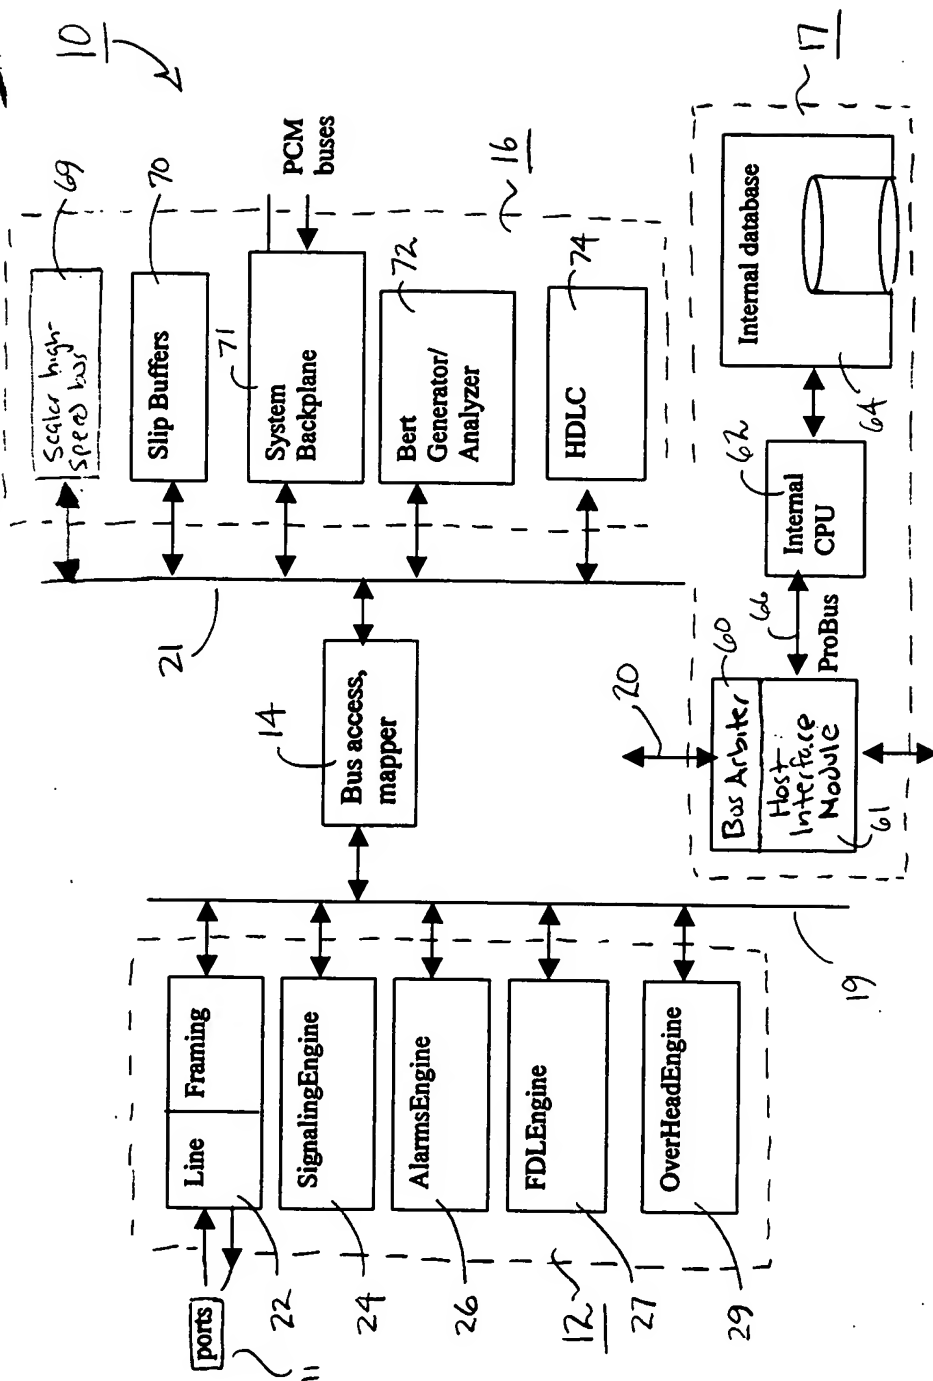 10
ports
11
Line
Framing
22
SignalingEngine
24
AlarmsEngine
26
FDLEngine
27
12
OverHeadEngine
29
19
Bus access,
mapper
14
21
Scaler high-
speed bus
69
Slip Buffers
70
System
Backplane
71
PCM
buses
16
Bert
Generator/
Analyzer
72
HDLC
74
20
Bus Arbiter
60
Host
Interface
Module
61
66
ProBus
Internal
CPU
62
Internal database
64
17